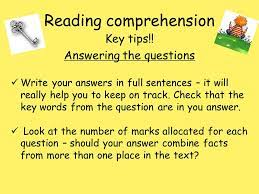 Reading comprehension
Key tips!!
Answering the questions
✓ Write your answers in full sentences – it will
really help you to keep on track. Check that the
key words from the question are in you answer.
✓ Look at the number of marks allocated for each
question – should your answer combine facts
from more than one place in the text?